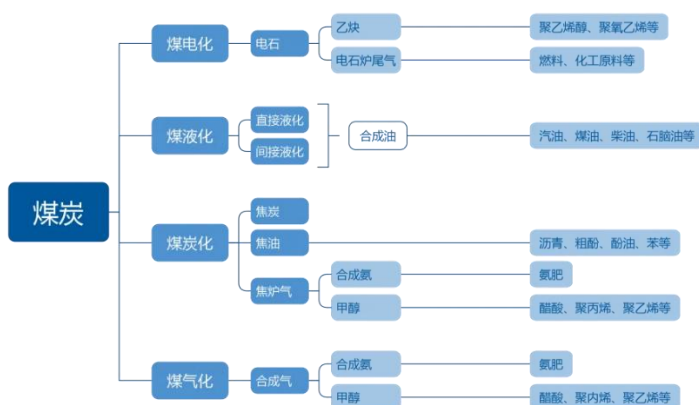 煤炭
煤电化
电石
乙炔
聚乙烯醇、聚氧乙烯等
电石炉尾气
燃料、化工原料等
煤液化
直接液化
间接液化
合成油
汽油、煤油、柴油、石脑油等
煤炭化
焦炭
焦油
沥青、粗酚、酚油、苯等
焦炉气
合成氨
氨肥
甲醇
醋酸、聚丙烯、聚乙烯等
煤气化
合成气
合成氨
氨肥
甲醇
醋酸、聚内烯、聚乙烯等